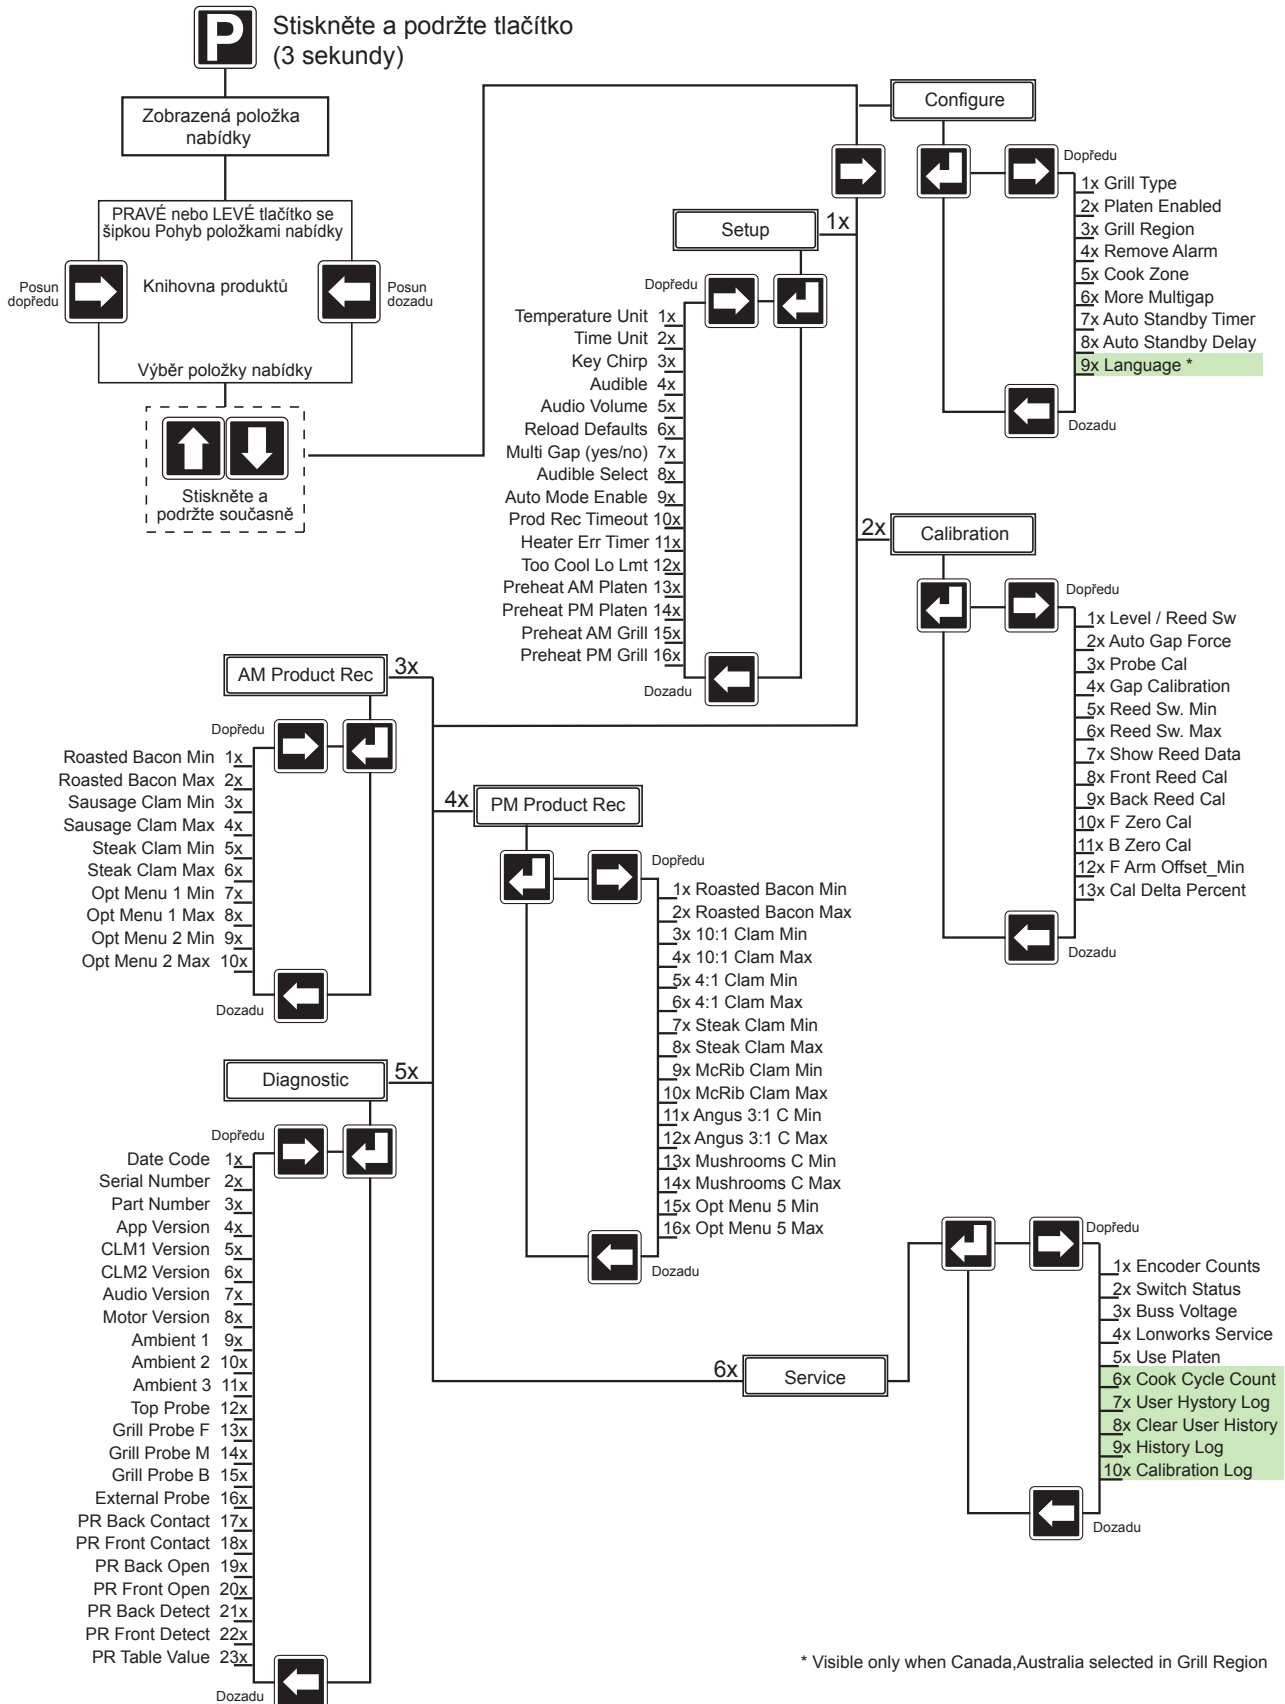 P
Stiskněte a podržte tlačítko
(3 sekundy)
Zobrazená položka
nabídky
PRAVÉ nebo LEVÉ tlačítko se
šipkou Pohyb položkami nabídky
Posun
dopředu
Knihovna produktů
Posun
dozadu
Výběr položky nabídky
Stiskněte a
podržte současně
Configure
Dopředu
1x Grill Type
2x Platen Enabled
3x Grill Region
4x Remove Alarm
5x Cook Zone
6x More Multigap
7x Auto Standby Timer
8x Auto Standby Delay
9x Language *
Dozadu
Setup
1x
Dopředu
Temperature Unit 1x
Time Unit 2x
Key Chirp 3x
Audible 4x
Audio Volume 5x
Reload Defaults 6x
Multi Gap (yes/no) 7x
Audible Select 8x
Auto Mode Enable 9x
Prod Rec Timeout 10x
Heater Err Timer 11x
Too Cool Lo Lmt 12x
Preheat AM Platen 13x
Preheat PM Platen 14x
Preheat AM Grill 15x
Preheat PM Grill 16x
Dozadu
2x
Calibration
Dopředu
1x Level / Reed Sw
2x Auto Gap Force
3x Probe Cal
4x Gap Calibration
5x Reed Sw. Min
6x Reed Sw. Max
7x Show Reed Data
8x Front Reed Cal
9x Back Reed Cal
10x F Zero Cal
11x B Zero Cal
12x F Arm Offset_Min
13x Cal Delta Percent
Dozadu
AM Product Rec
3x
Dopředu
Roasted Bacon Min 1x
Roasted Bacon Max 2x
Sausage Clam Min 3x
Sausage Clam Max 4x
Steak Clam Min 5x
Steak Clam Max 6x
Opt Menu 1 Min 7x
Opt Menu 1 Max 8x
Opt Menu 2 Min 9x
Opt Menu 2 Max 10x
Dozadu
4x
PM Product Rec
Dopředu
1x Roasted Bacon Min
2x Roasted Bacon Max
3x 10:1 Clam Min
4x 10:1 Clam Max
5x 4:1 Clam Min
6x 4:1 Clam Max
7x Steak Clam Min
8x Steak Clam Max
9x McRib Clam Min
10x McRib Clam Max
11x Angus 3:1 C Min
12x Angus 3:1 C Max
13x Mushrooms C Min
14x Mushrooms C Max
15x Opt Menu 5 Min
16x Opt Menu 5 Max
Dozadu
Diagnostic
5x
Dopředu
Date Code 1x
Serial Number 2x
Part Number 3x
App Version 4x
CLM1 Version 5x
CLM2 Version 6x
Audio Version 7x
Motor Version 8x
Ambient 1 9x
Ambient 2 10x
Ambient 3 11x
Top Probe 12x
Grill Probe F 13x
Grill Probe M 14x
Grill Probe B 15x
External Probe 16x
PR Back Contact 17x
PR Front Contact 18x
PR Back Open 19x
PR Front Open 20x
PR Back Detect 21x
PR Front Detect 22x
PR Table Value 23x
Dozadu
6x
Service
Dopředu
1x Encoder Counts
2x Switch Status
3x Buss Voltage
4x Lonworks Service
5x Use Platen
6x Cook Cycle Count
7x User Hystory Log
8x Clear User History
9x History Log
10x Calibration Log
Dozadu
* Visible only when Canada,Australia selected in Grill Region